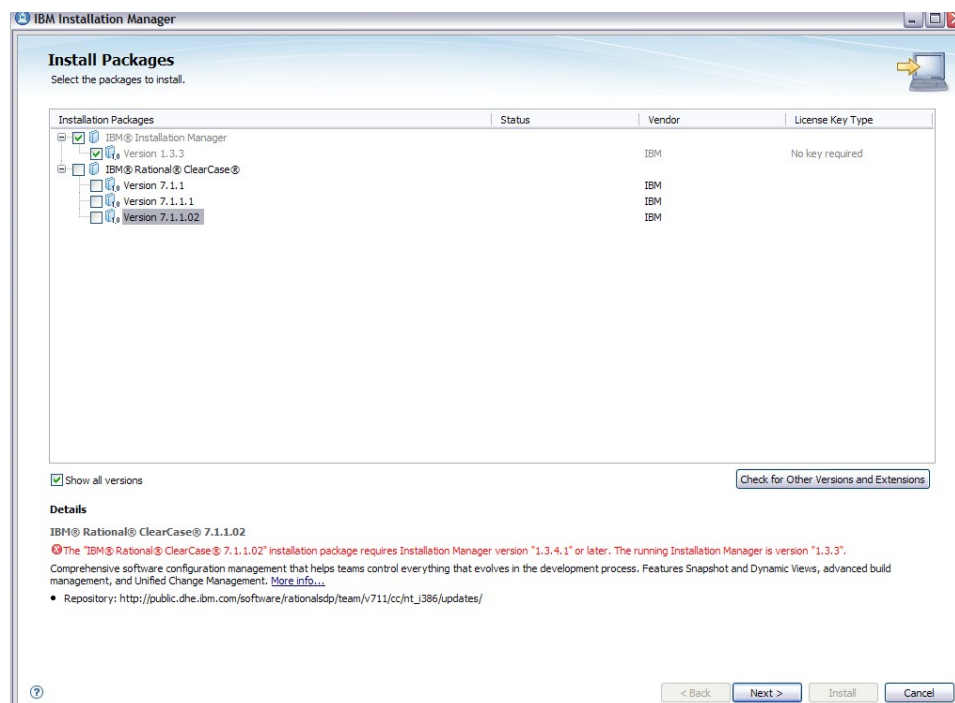 IBM Installation Manager
Install Packages
Select the packages to install.
Installation Packages Status Vendor License Key Type
IBM® Installation Manager
Version 1.3.3 IBM No key required
IBM® Rational® ClearCase®
Version 7.1.1 IBM
Version 7.1.1.1 IBM
Version 7.1.1.02 IBM
Show all versions Check for Other Versions and Extensions
Details
IBM® Rational® ClearCase® 7.1.1.02
The "IBM® Rational® ClearCase® 7.1.1.02" installation package requires Installation Manager version "1.3.4.1" or later. The running Installation Manager is version "1.3.3".
Comprehensive software configuration management that helps teams control everything that evolves in the development process. Features Snapshot and Dynamic Views, advanced build
management, and Unified Change Management. More info...
• Repository: http://public.dhe.ibm.com/software/rationalsdp/team/v711/cc/nt_i386/updates/
? < Back Next > Install Cancel